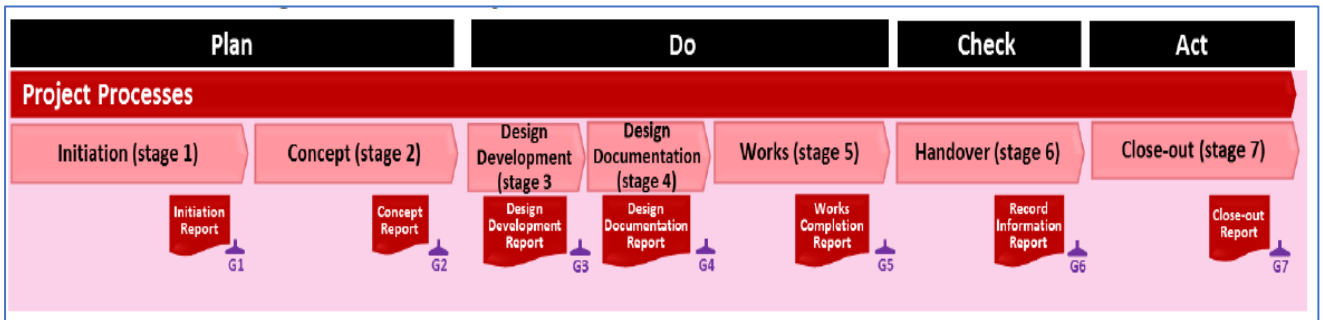 Plan Do Check Act
Project Processes
Initiation (stage 1)
Concept (stage 2)
Design
Development
(stage 3
Design
Documentation
(stage 4)
Works (stage 5)
Handover (stage 6)
Close-out (stage 7)
Initiation
Report
G1
Concept
Report
G2
Design
Development
Report
G3
Design
Documentation
Report
G4
Works
Completion
Report
G5
Record
Information
Report
G6
Close-out
Report
G7